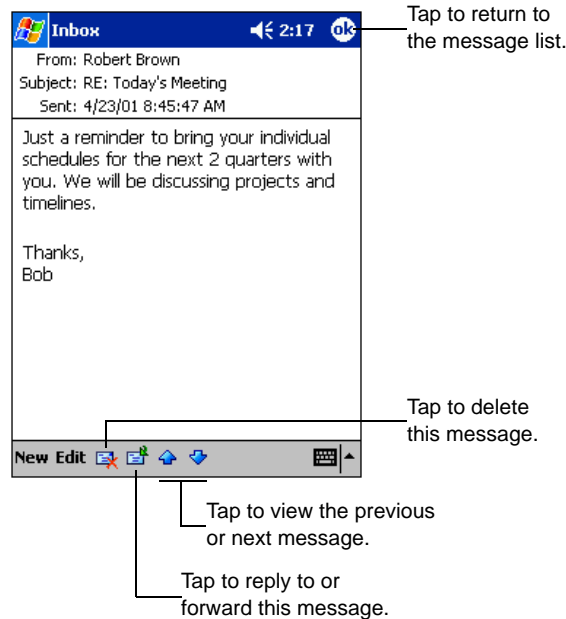 Inbox 2:17 ok
Tap to return to
the message list.
From: Robert Brown
Subject: RE: Today's Meeting
Sent: 4/23/01 8:45:47 AM
Just a reminder to bring your individual
schedules for the next 2 quarters with
you. We will be discussing projects and
timelines.
Thanks,
Bob
Tap to delete
this message.
New Edit
Tap to view the previous
or next message.
Tap to reply to or
forward this message.